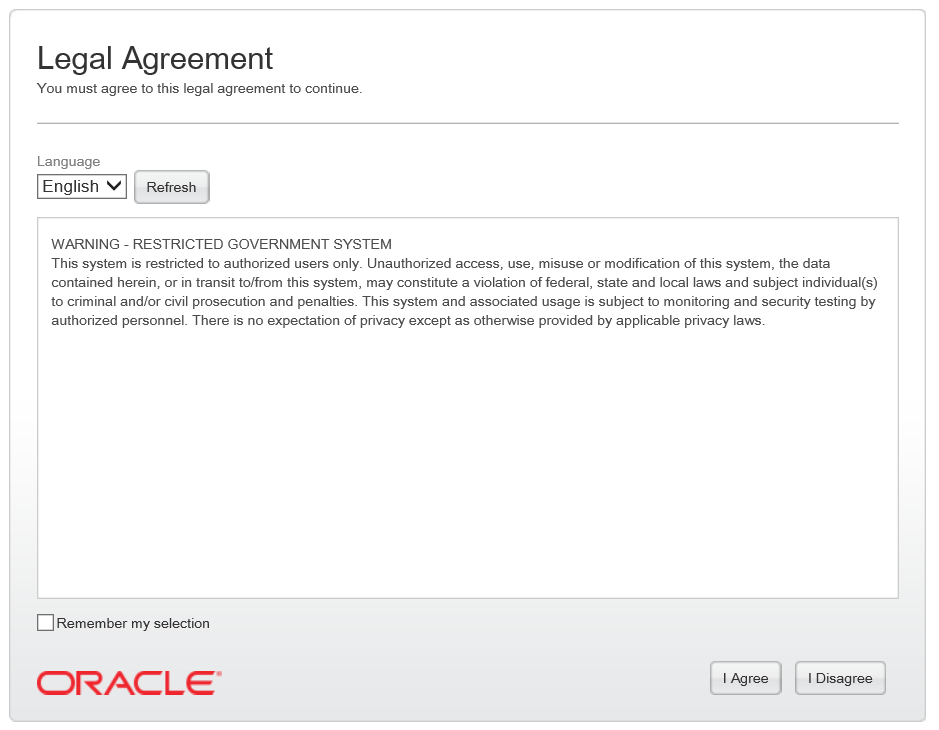 Legal Agreement
You must agree to this legal agreement to continue.
Language
English Refresh
WARNING - RESTRICTED GOVERNMENT SYSTEM
This system is restricted to authorized users only. Unauthorized access, use, misuse or modification of this system, the data
contained herein, or in transit to/from this system, may constitute a violation of federal, state and local laws and subject individual(s)
to criminal and/or civil prosecution and penalties. This system and associated usage is subject to monitoring and security testing by
authorized personnel. There is no expectation of privacy except as otherwise provided by applicable privacy laws.
Remember my selection
ORACLE®
I Agree I Disagree